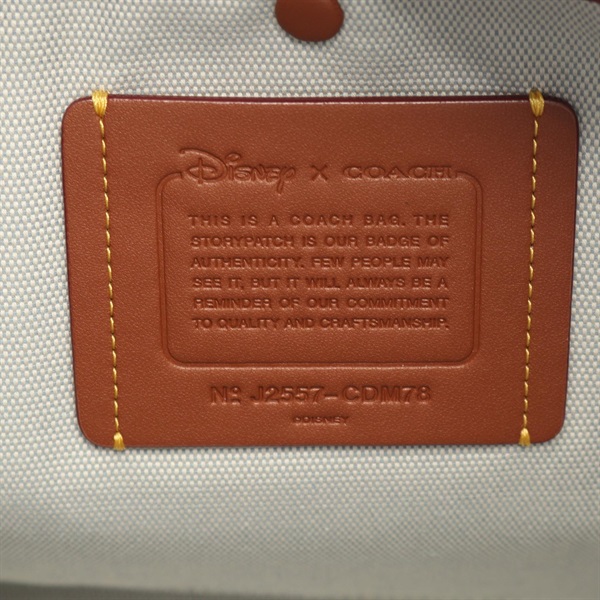 Disney X COACH
THIS IS A COACH BAG. THE
STORYPATCH IS OUR BADGE OF
AUTHENTICITY. FEW PEOPLE MAY
SEE IT, BUT IT WILL ALWAYS BE A
REMINDER OF OUR COMMITMENT
TO QUALITY AND CRAFTSMANSHIP.
Nº J2557-CDM78
©DISNEY